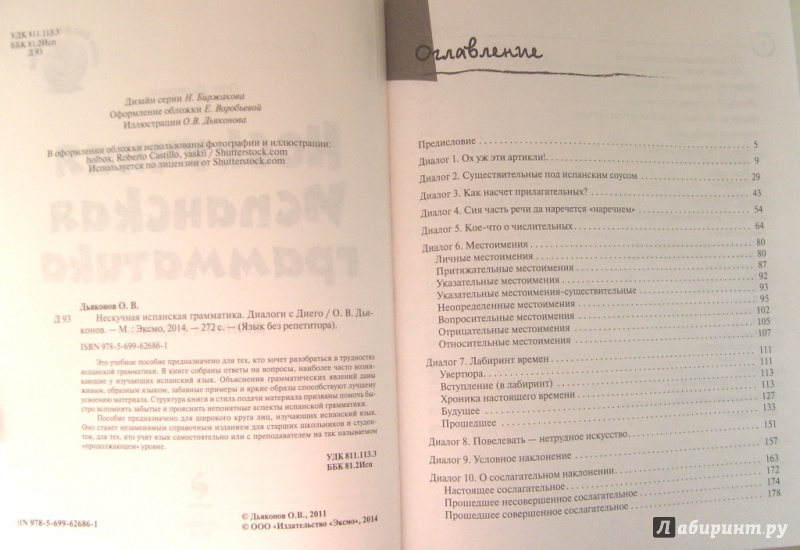 УДК 811.113.3
ББК 81.2Исп
Д 93
Дизайн серии Н. Биржакова
Оформление обложки Е. Воробьевой
Иллюстрации О.В. Дьяконова
В оформлении обложки использованы фотографии и иллюстрации:
holbox, Roberto Castillo, yaskii / Shutterstock.com
Используется по лицензии от Shutterstock.com
Дьяконов О. В.
Д 93 Нескучная испанская грамматика. Диалоги с Диего / О. В. Дья-
конов. — М. : Эксмо, 2014. — 272 с. — (Язык без репетитора).
ISBN 978-5-699-62686-1
Это учебное пособие предназначено для тех, кто хочет разобраться в трудностях
испанской грамматики. В книге собраны ответы на вопросы, наиболее часто возни-
кающие у изучающих испанский язык. Объяснения грамматических явлений даны
живым, образным языком, забавные примеры и яркие образы способствуют лучшему
усвоению материала. Структура книги и стиль подачи материала призваны помочь бы-
стро вспомнить забытые и прояснить непонятные аспекты испанской грамматики.
Пособие предназначено для широкого круга лиц, изучающих испанский язык.
Оно станет незаменимым справочным изданием для старших школьников и студен-
тов, для тех, кто учит язык самостоятельно или с преподавателем на так называемом
«продолжающем» уровне.
УДК 811.113.3
ББК 81.2Исп
© Дьяконов О.В., 2011
© ООО «Издательство «Эксмо», 2014
BN 978-5-699-62686-1
Оглавление
Предисловие 5
Диалог 1. Ох уж эти артикли! 9
Диалог 2. Существительные под испанским соусом 29
Диалог 3. Как насчет прилагательных? 43
Диалог 4. Сия часть речи да наречется «наречием» 54
Диалог 5. Кое-что о числительных 64
Диалог 6. Местоимения 80
Личные местоимения 80
Притяжательные местоимения 87
Указательные местоимения 92
Указательные местоимения-существительные 93
Неопределенные местоимения 95
Вопросительные местоимения 102
Отрицательные местоимения 105
Относительные местоимения 107
Диалог 7. Лабиринт времен 111
Увертюра 111
Вступление (в лабиринт) 113
Хроника настоящего времени 113
Будущее 127
Прошедшее 133
Диалог 8. Повелевать — нетрудное искусство 151
Диалог 9. Условное наклонение 157
Диалог 10. О сослагательном наклонении 163
Настоящее сослагательное 172
Прошедшее несовершенное сослагательное 174
Прошедшее совершенное сослагательное 178
Лабиринт.ру